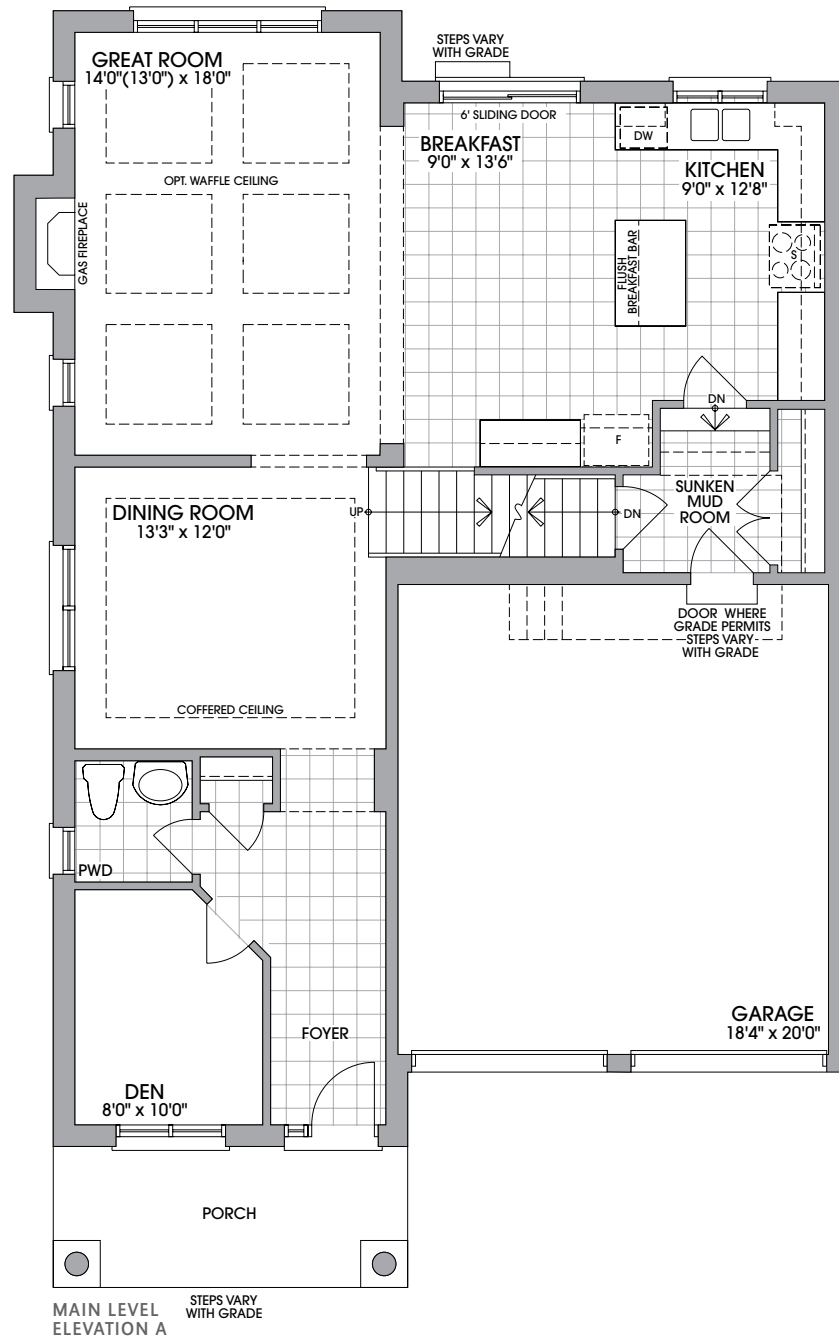 STEPS VARY
WITH GRADE
GREAT ROOM
14'0"(13'0") x 18'0"
6' SLIDING DOOR
DW
BREAKFAST
9'0" x 13'6"
KITCHEN
9'0" x 12'8"
OPT. WAFFLE CEILING
GAS FIREPLACE
FLUSH
BREAKFAST BAR
S
DN
F
SUNKEN
MUD
ROOM
DINING ROOM
13'3" x 12'0"
UP
DN
DOOR WHERE
GRADE PERMITS
STEPS VARY
WITH GRADE
COFFERED CEILING
PWD
FOYER
GARAGE
18'4" x 20'0"
DEN
8'0" x 10'0"
PORCH
STEPS VARY
WITH GRADE
MAIN LEVEL
ELEVATION A